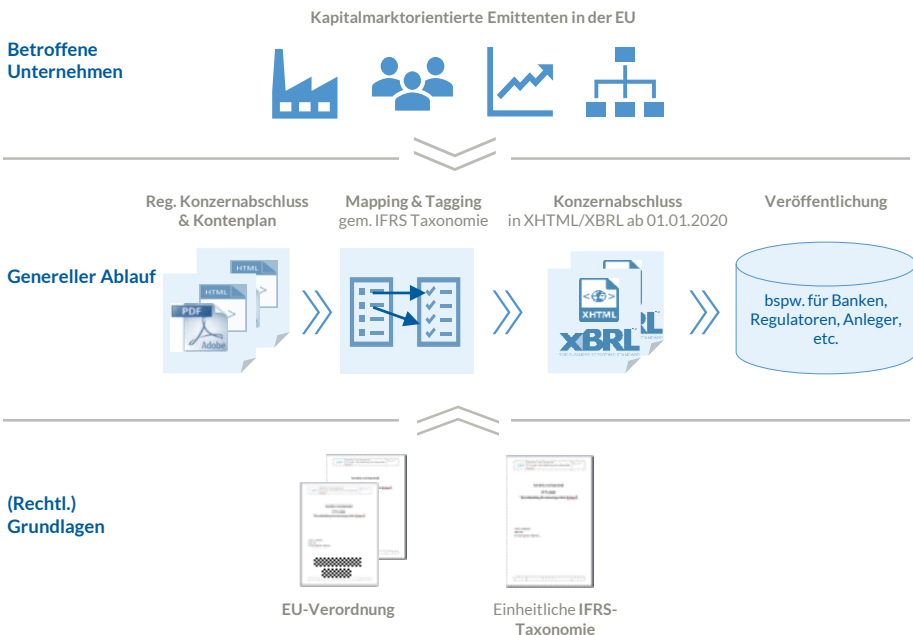 Kapitalmarktorientierte Emittenten in der EU
Betroffene
Unternehmen
Reg. Konzernabschluss
& Kontenplan
Mapping & Tagging
gem. IFRS Taxonomie
Konzernabschluss
in XHTML/XBRL ab 01.01.2020
Veröffentlichung
Genereller Ablauf
HTML
HTML
PDF
Adobe
XHTML
XBRL
bspw. für Banken,
Regulatoren, Anleger,
etc.
(Rechtl.)
Grundlagen
EU-Verordnung
Einheitliche IFRS-
Taxonomie